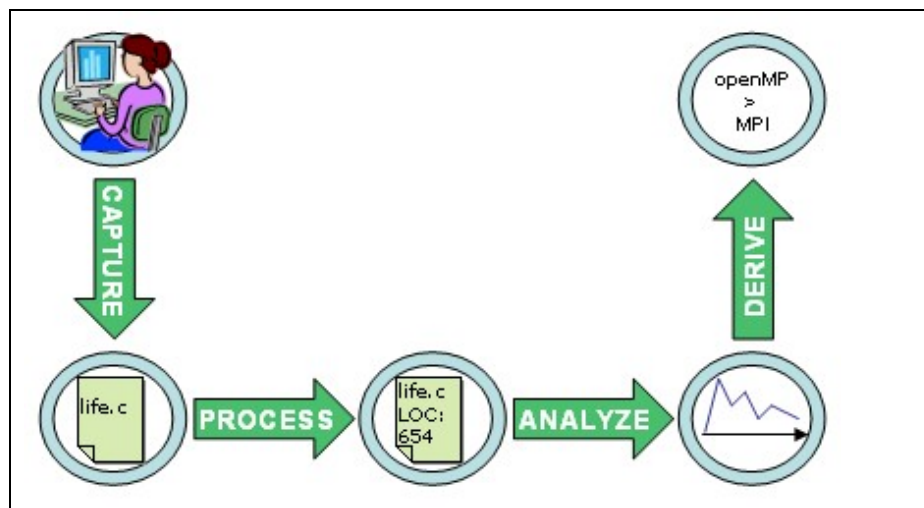 CAPTURE
life.c
PROCESS
life.c
LOC:
654
ANALYZE
DERIVE
openMP
>
MPI